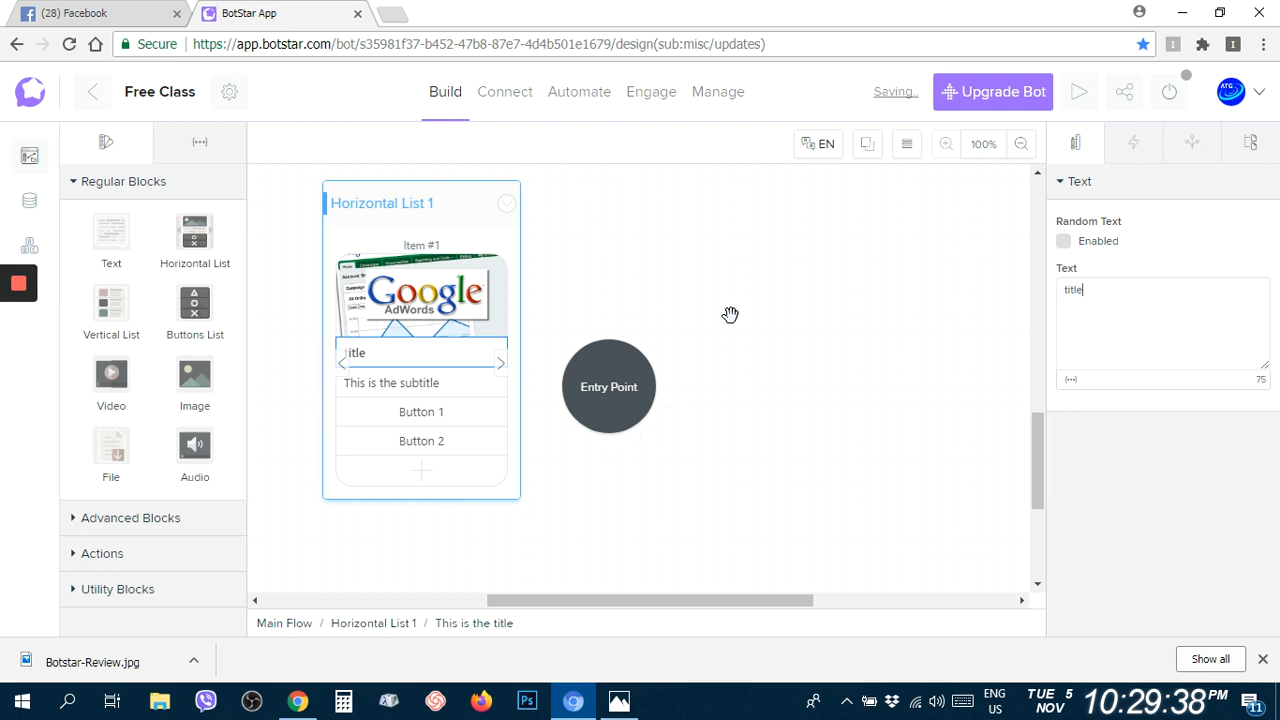 (28) Facebook
BotStar App
Secure
https://app.botstar.com/bot/s35981f37-b452-47b8-87e7-4d4b501e1679/design(sub:misc/updates)
Free Class
Build
Connect
Automate
Engage
Manage
Saving..
Upgrade Bot
ATG
EN
100%
Regular Blocks
Text
Horizontal List
Vertical List
Buttons List
Video
Image
File
Audio
Advanced Blocks
Actions
Utility Blocks
Horizontal List 1
Item #1
Google
AdWords
title
This is the subtitle
Button 1
Button 2
Entry Point
Text
Random Text
Enabled
Text
title
75
Main Flow / Horizontal List 1 / This is the title
Botstar-Review.jpg
Show all
ENG
US
TUE 5
NOV
10:29:38 PM
11